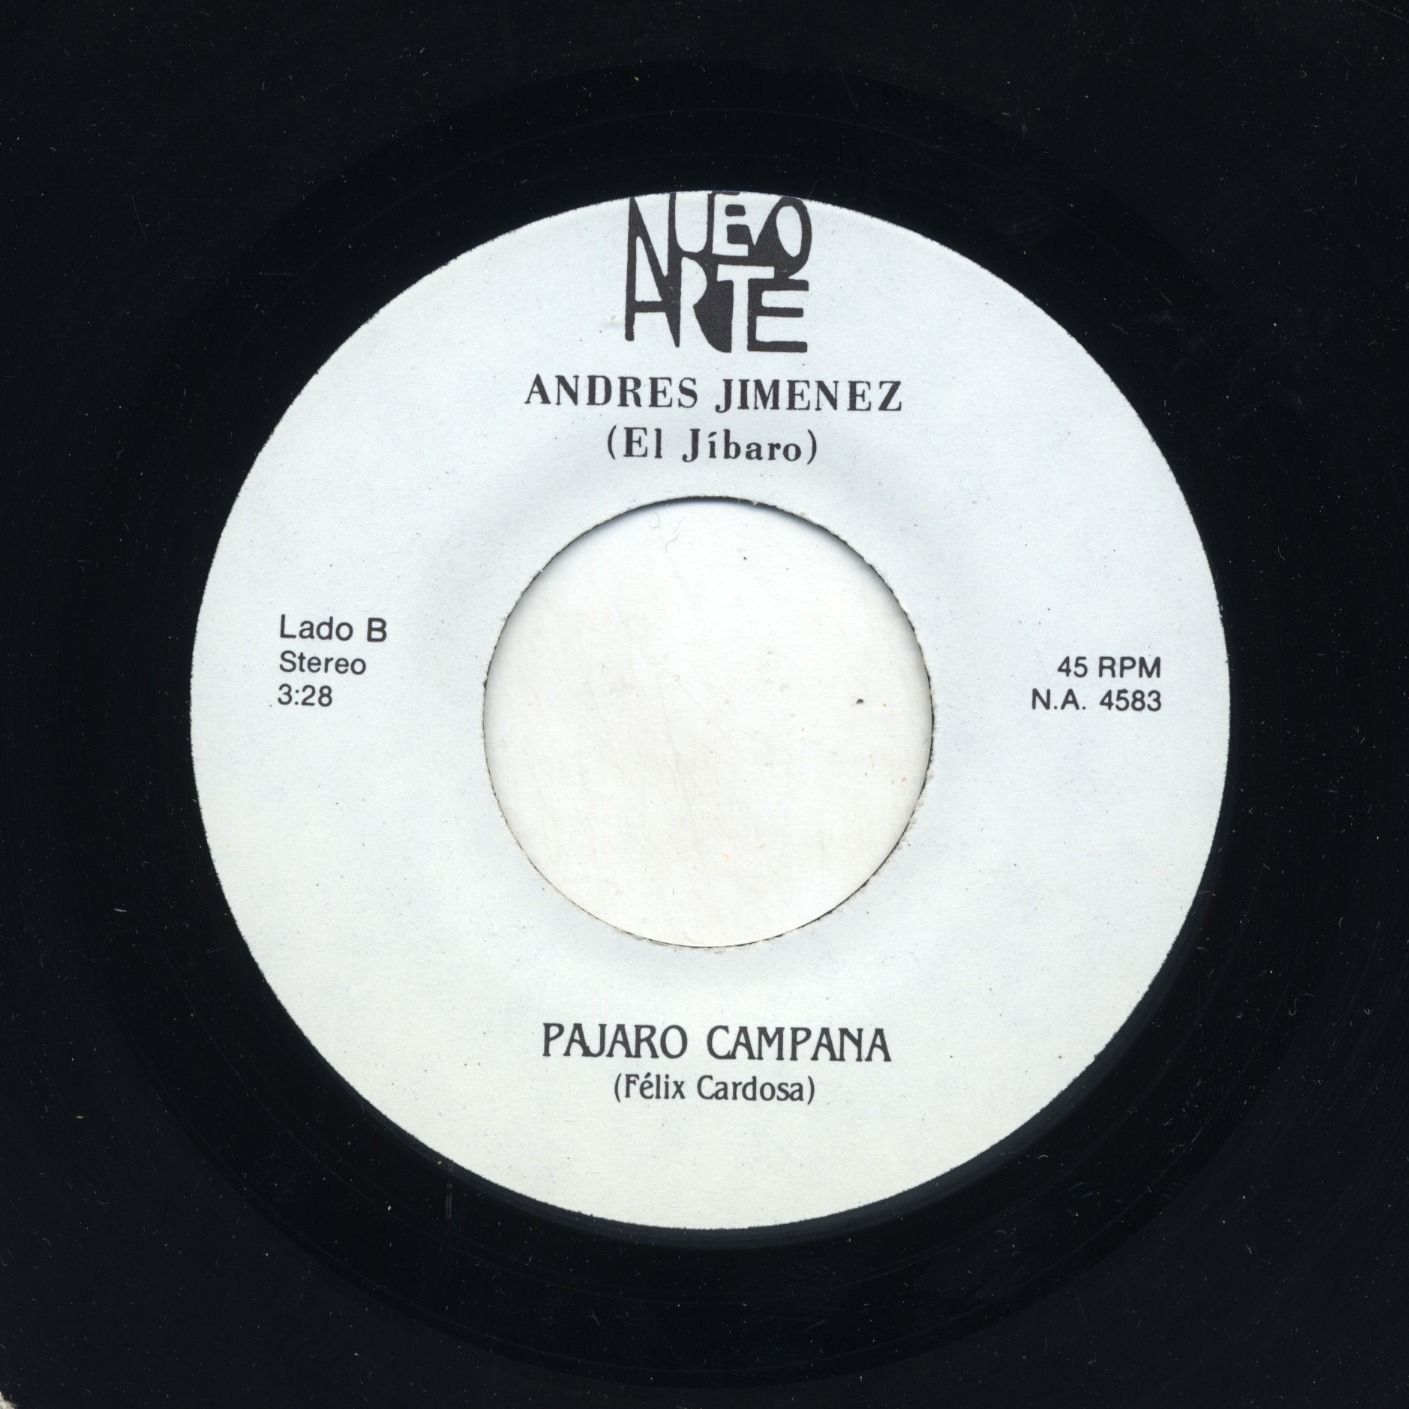 NUEVO
ARTE
ANDRES JIMENEZ
(El Jíbaro)
Lado B
Stereo
3:28
45 RPM
N.A. 4583
PAJARO CAMPANA
(Félix Cardosa)